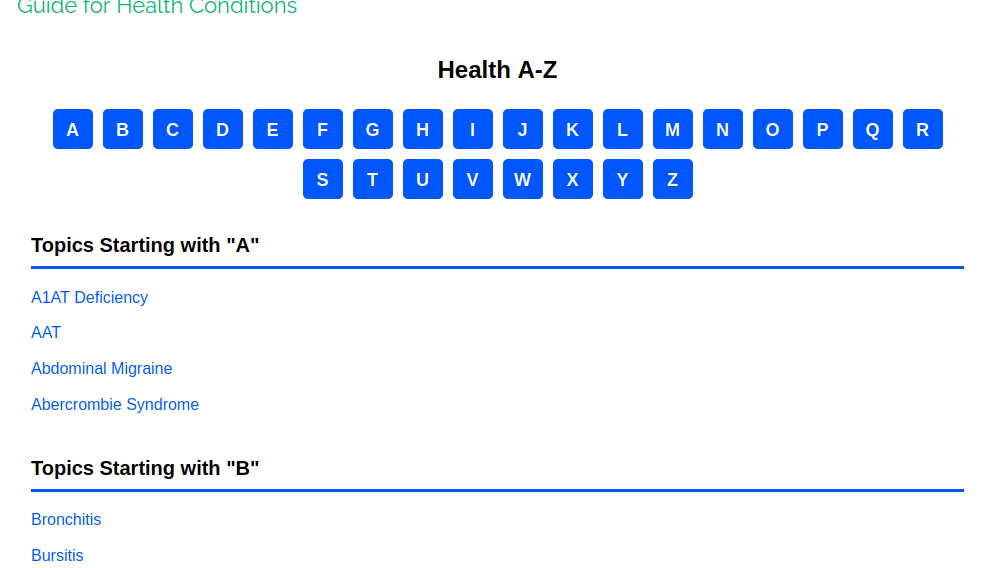 Guide for Health Conditions
Health A-Z
A B C D E F G H I J K L M N O P Q R
S T U V W X Y Z
Topics Starting with "A"
A1AT Deficiency
AAT
Abdominal Migraine
Abercrombie Syndrome
Topics Starting with "B"
Bronchitis
Bursitis